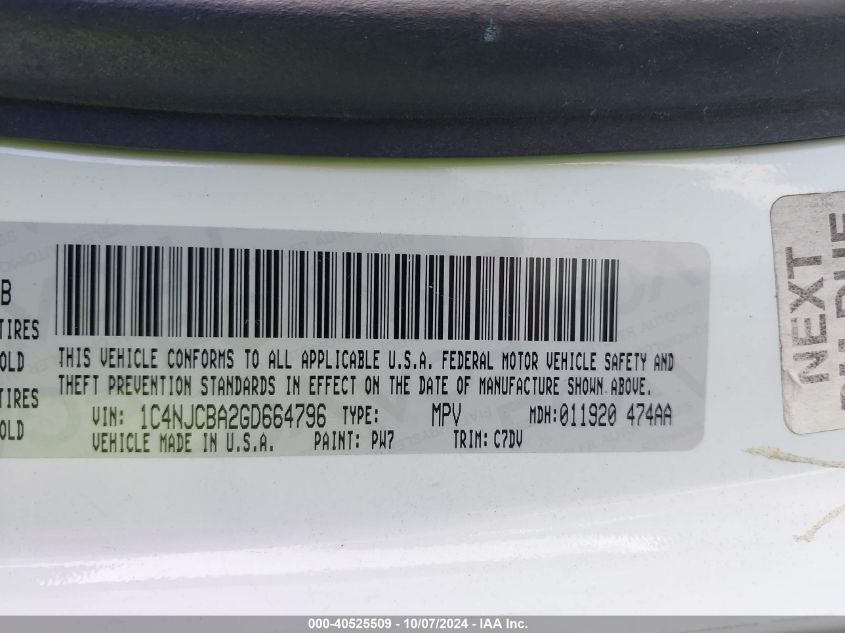 B
TIRES
COLD
TIRES
COLD
THIS VEHICLE CONFORMS TO ALL APPLICABLE U.S.A. FEDERAL MOTOR VEHICLE SAFETY AND
THEFT PREVENTION STANDARDS IN EFFECT ON THE DATE OF MANUFACTURE SHOWN ABOVE.
VIN: 1C4NJCBA2GD664796 TYPE: MPV MDH:011920 474AA
VEHICLE MADE IN U.S.A. PAINT: PW7 TRIM: C7DV
NEXT
000-40525509 - 10/07/2024 - IAA Inc.